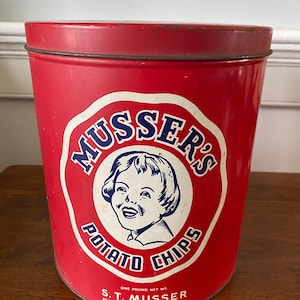 MUSSER'S
POTATO CHIPS
ONE POUND NET WT.
S. T. MUSSER